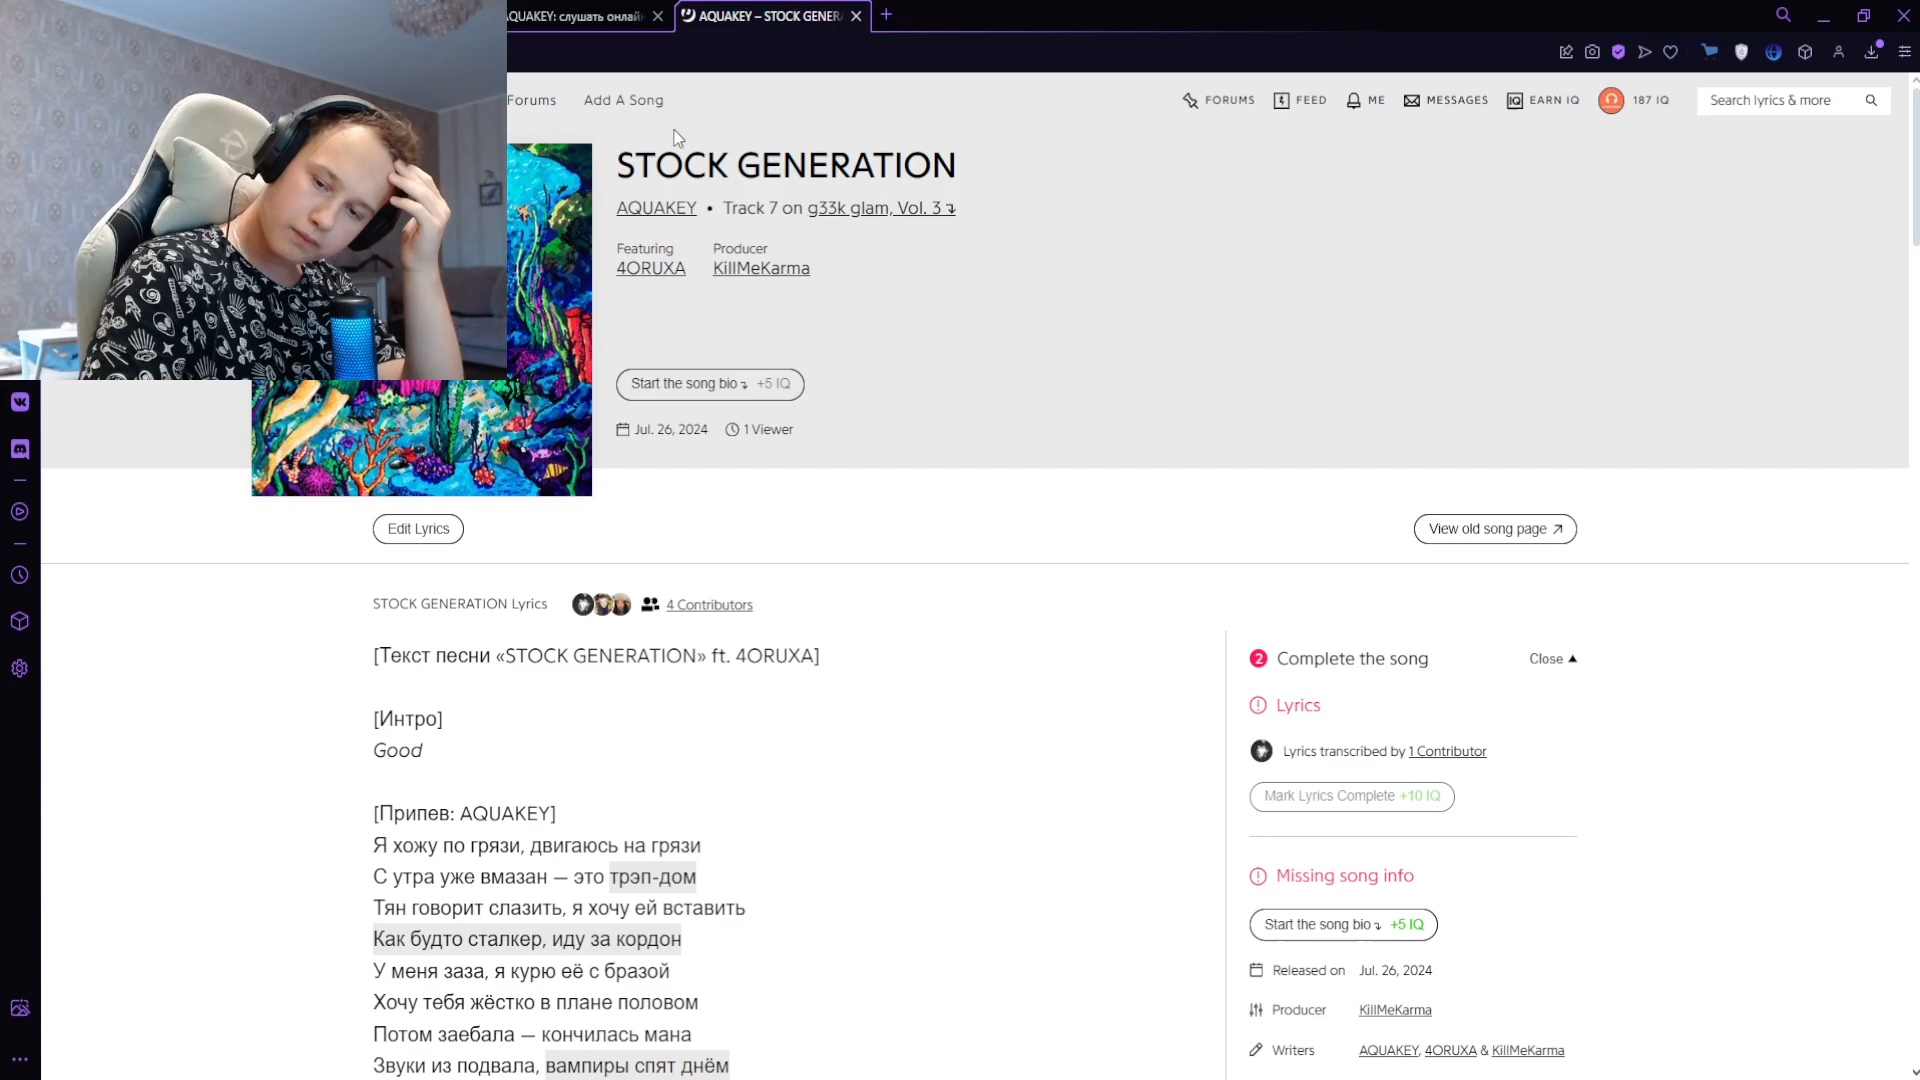 AQUAKEY: слушать онлай
AQUAKEY – STOCK GENER
Forums
Add A Song
FORUMS
FEED
ME
MESSAGES
IQ
EARN IQ
187 IQ
Search lyrics & more
STOCK GENERATION
AQUAKEY • Track 7 on g33k glam, Vol. 3
Featuring
4ORUXA
Producer
KillMeKarma
Start the song bio +5 IQ
Jul. 26, 2024
1 Viewer
Edit Lyrics
View old song page
STOCK GENERATION Lyrics
4 Contributors
[Текст песни «STOCK GENERATION» ft. 4ORUXA]
[Интро]
Good
[Припев: AQUAKEY]
Я хожу по грязи, двигаюсь на грязи
С утра уже вмазан — это трэп-дом
Тян говорит слазить, я хочу ей вставить
Как будто сталкер, иду за кордон
У меня заза, я курю её с бразой
Хочу тебя жёстко в плане половом
Потом заебала — кончилась мана
Звуки из подвала, вампиры спят днём
2 Complete the song
Close
Lyrics
Lyrics transcribed by 1 Contributor
Mark Lyrics Complete +10 IQ
Missing song info
Start the song bio +5 IQ
Released on Jul. 26, 2024
Producer KillMeKarma
Writers AQUAKEY, 4ORUXA & KillMeKarma